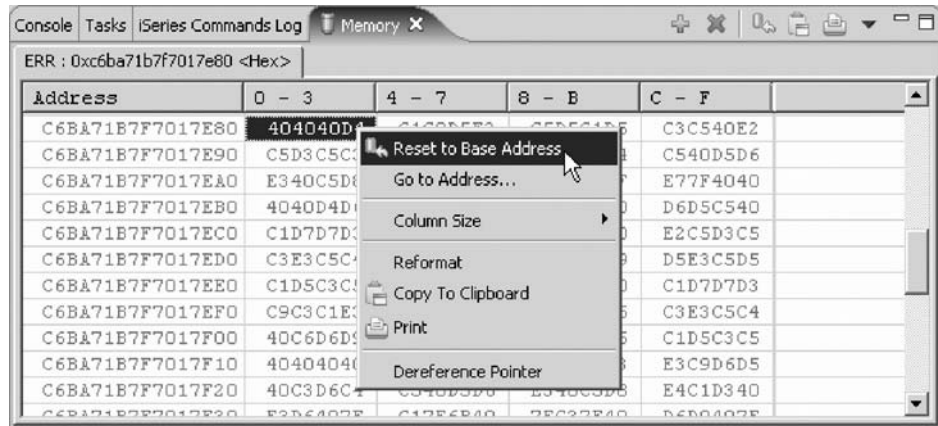 Console Tasks iSeries Commands Log Memory
ERR : 0xc6ba71b7f7017e80 <Hex>
Address 0 - 3 4 - 7 8 - B C - F
C6BA71B7F7017E80 404040D4 C3C540E2
C6BA71B7F7017E90 C540D5D6
C6BA71B7F7017EA0 E77F4040
C6BA71B7F7017EB0 D6D5C540
C6BA71B7F7017EC0 E2C5D3C5
C6BA71B7F7017ED0 D5E3C5D5
C6BA71B7F7017EE0 C1D7D7D3
C6BA71B7F7017EF0 C3E3C5C4
C6BA71B7F7017F00 C1D5C3C5
C6BA71B7F7017F10 E3C9D6D5
C6BA71B7F7017F20 E4C1D340
Reset to Base Address
Go to Address...
Column Size
Reformat
Copy To Clipboard
Print
Dereference Pointer